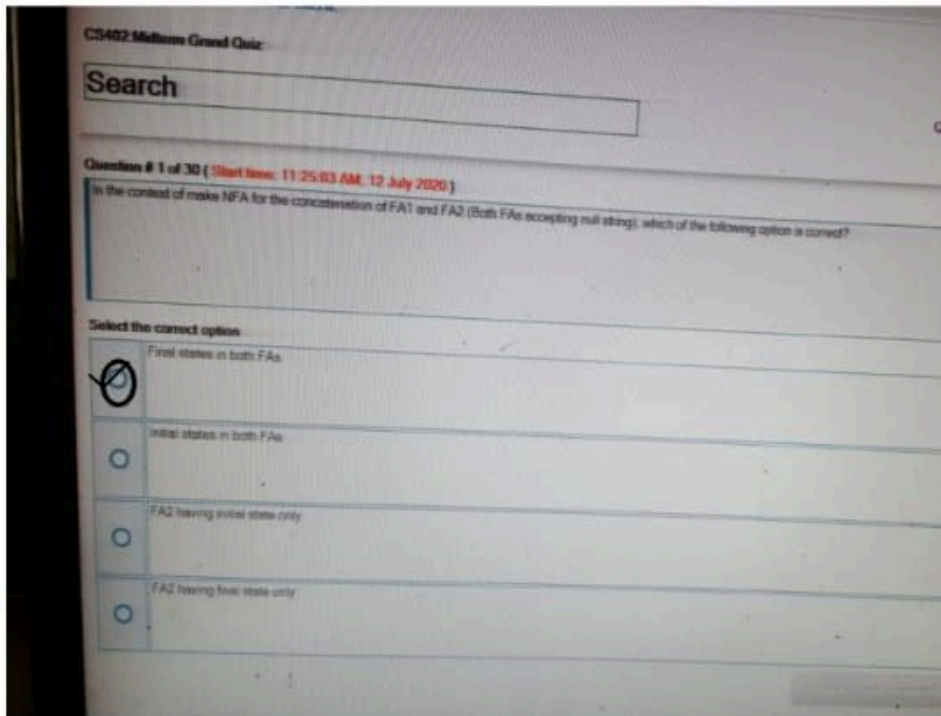 CS402:Midterm Grand Quiz
Search
Question # 1 of 30 ( Start time: 11:25:03 AM, 12 July 2020 )
In the context of make NFA for the concatenation of FA1 and FA2 (Both FAs accepting null string), which of the following option is correct?
Select the correct option
Final states in both FAs
Initial states in both FAs
FA2 having initial state only
FA2 having final state only